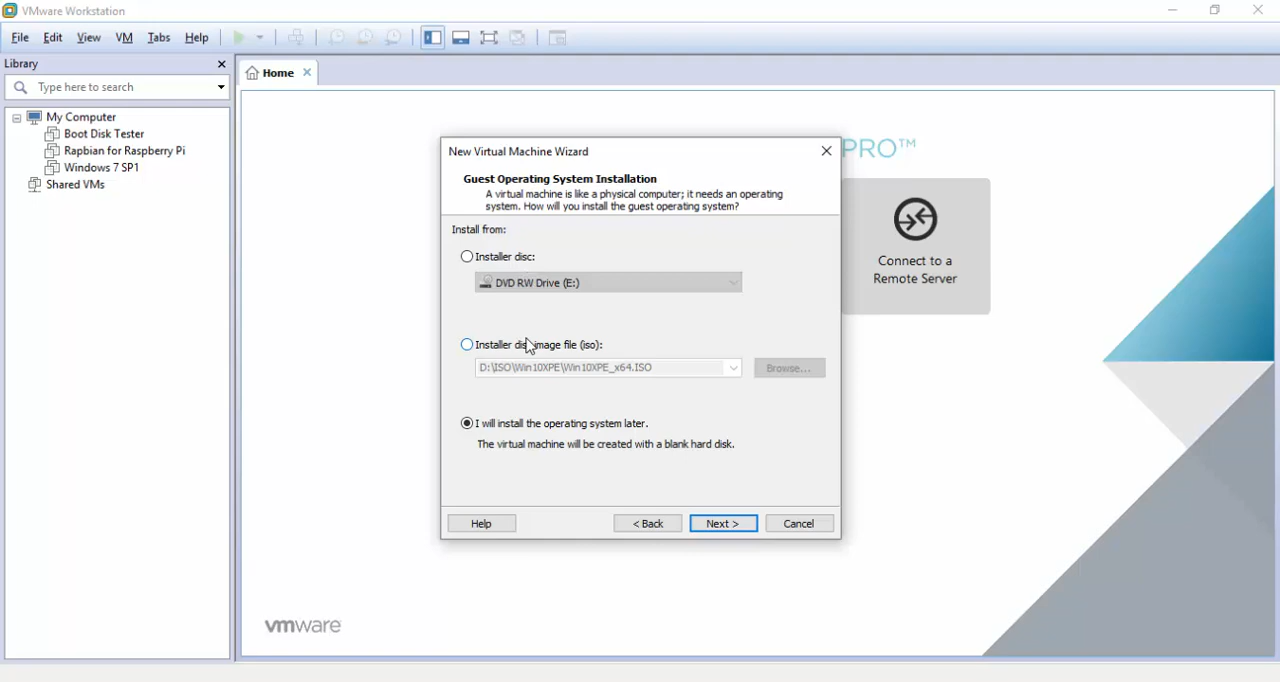 VMware Workstation
File Edit View VM Tabs Help
Library
Type here to search
My Computer
Boot Disk Tester
Rapbian for Raspberry Pi
Windows 7 SP1
Shared VMs
Home
PRO™
Connect to a
Remote Server
New Virtual Machine Wizard
Guest Operating System Installation
A virtual machine is like a physical computer; it needs an operating
system. How will you install the guest operating system?
Install from:
Installer disc:
DVD RW Drive (E:)
Installer disc image file (iso):
D:\ISO\Win10XPE\Win10XPE_x64.ISO
Browse...
I will install the operating system later.
The virtual machine will be created with a blank hard disk.
Help
< Back
Next >
Cancel
vmware